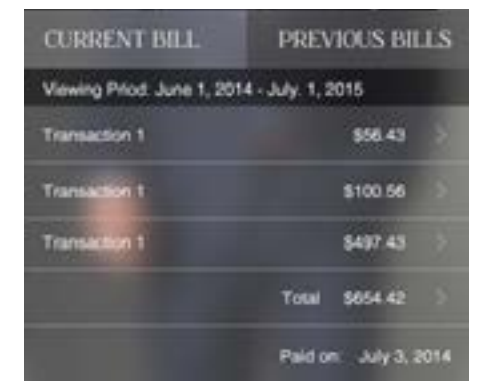 CURRENT BILL PREVIOUS BILLS
Viewing Priod: June 1, 2014 - July. 1, 2015
Transaction 1 $56.43
Transaction 1 $100.56
Transaction 1 $497.43
Total $654.42
Paid on: July 3, 2014